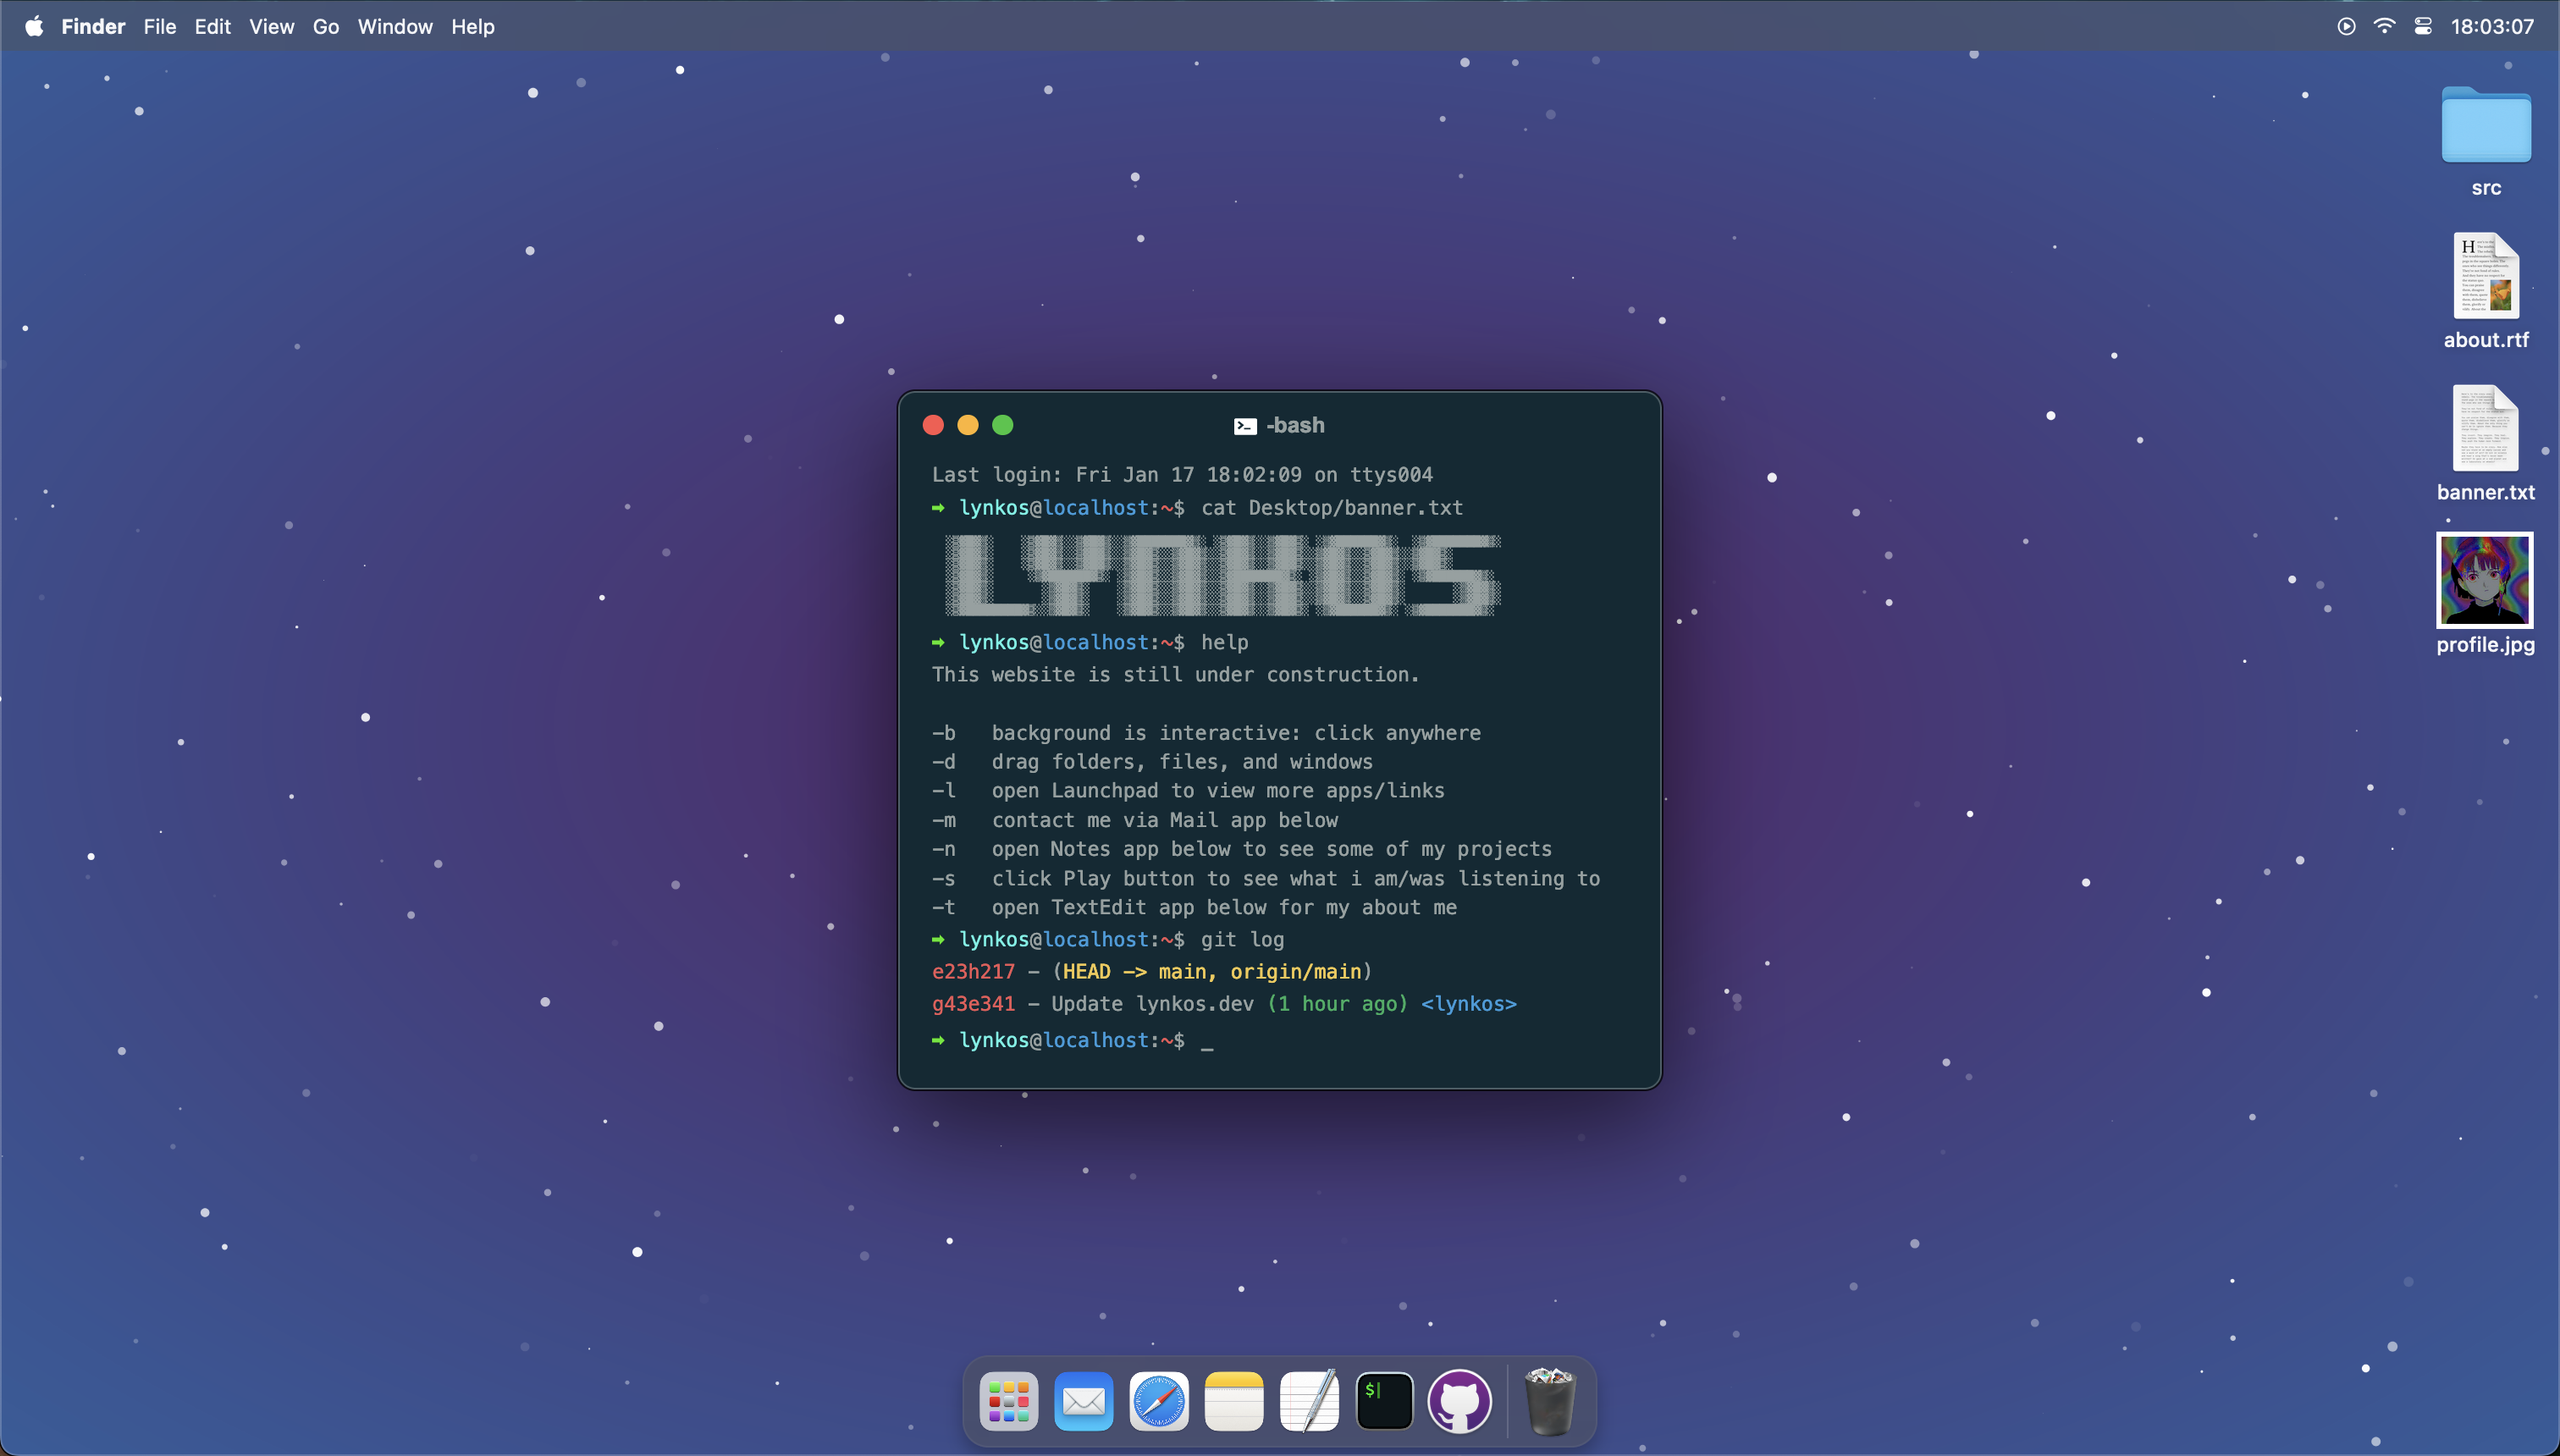 Finder File Edit View Go Window Help 18:03:07
src
about.rtf
banner.txt
profile.jpg
-bash
Last login: Fri Jan 17 18:02:09 on ttys004
➡ lynkos@localhost:~$ cat Desktop/banner.txt
LYNKOS
➡ lynkos@localhost:~$ help
This website is still under construction.
-b background is interactive: click anywhere
-d drag folders, files, and windows
-l open Launchpad to view more apps/links
-m contact me via Mail app below
-n open Notes app below to see some of my projects
-s click Play button to see what i am/was listening to
-t open TextEdit app below for my about me
➡ lynkos@localhost:~$ git log
e23h217 – (HEAD –> main, origin/main)
g43e341 – Update lynkos.dev (1 hour ago) <lynkos>
➡ lynkos@localhost:~$ _
$|